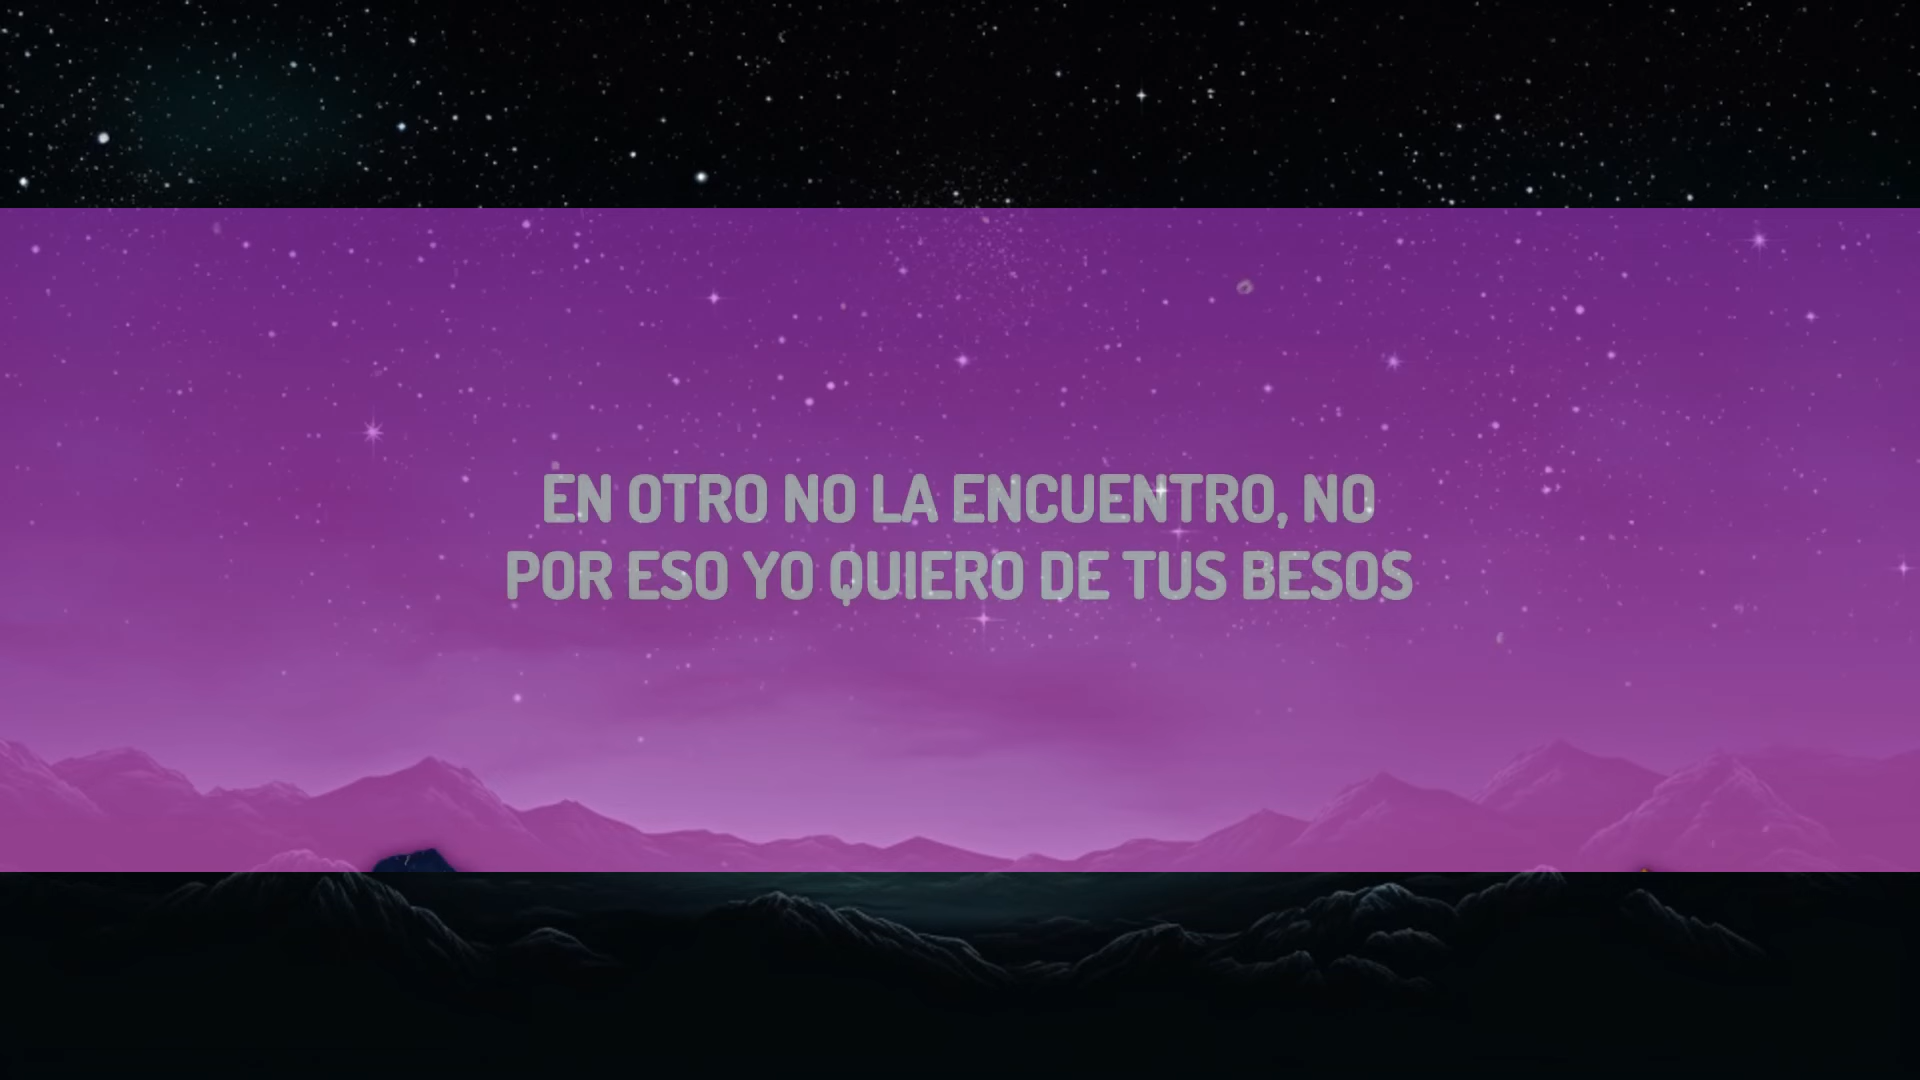 EN OTRO NO LA ENCUENTRO, NO
POR ESO YO QUIERO DE TUS BESOS